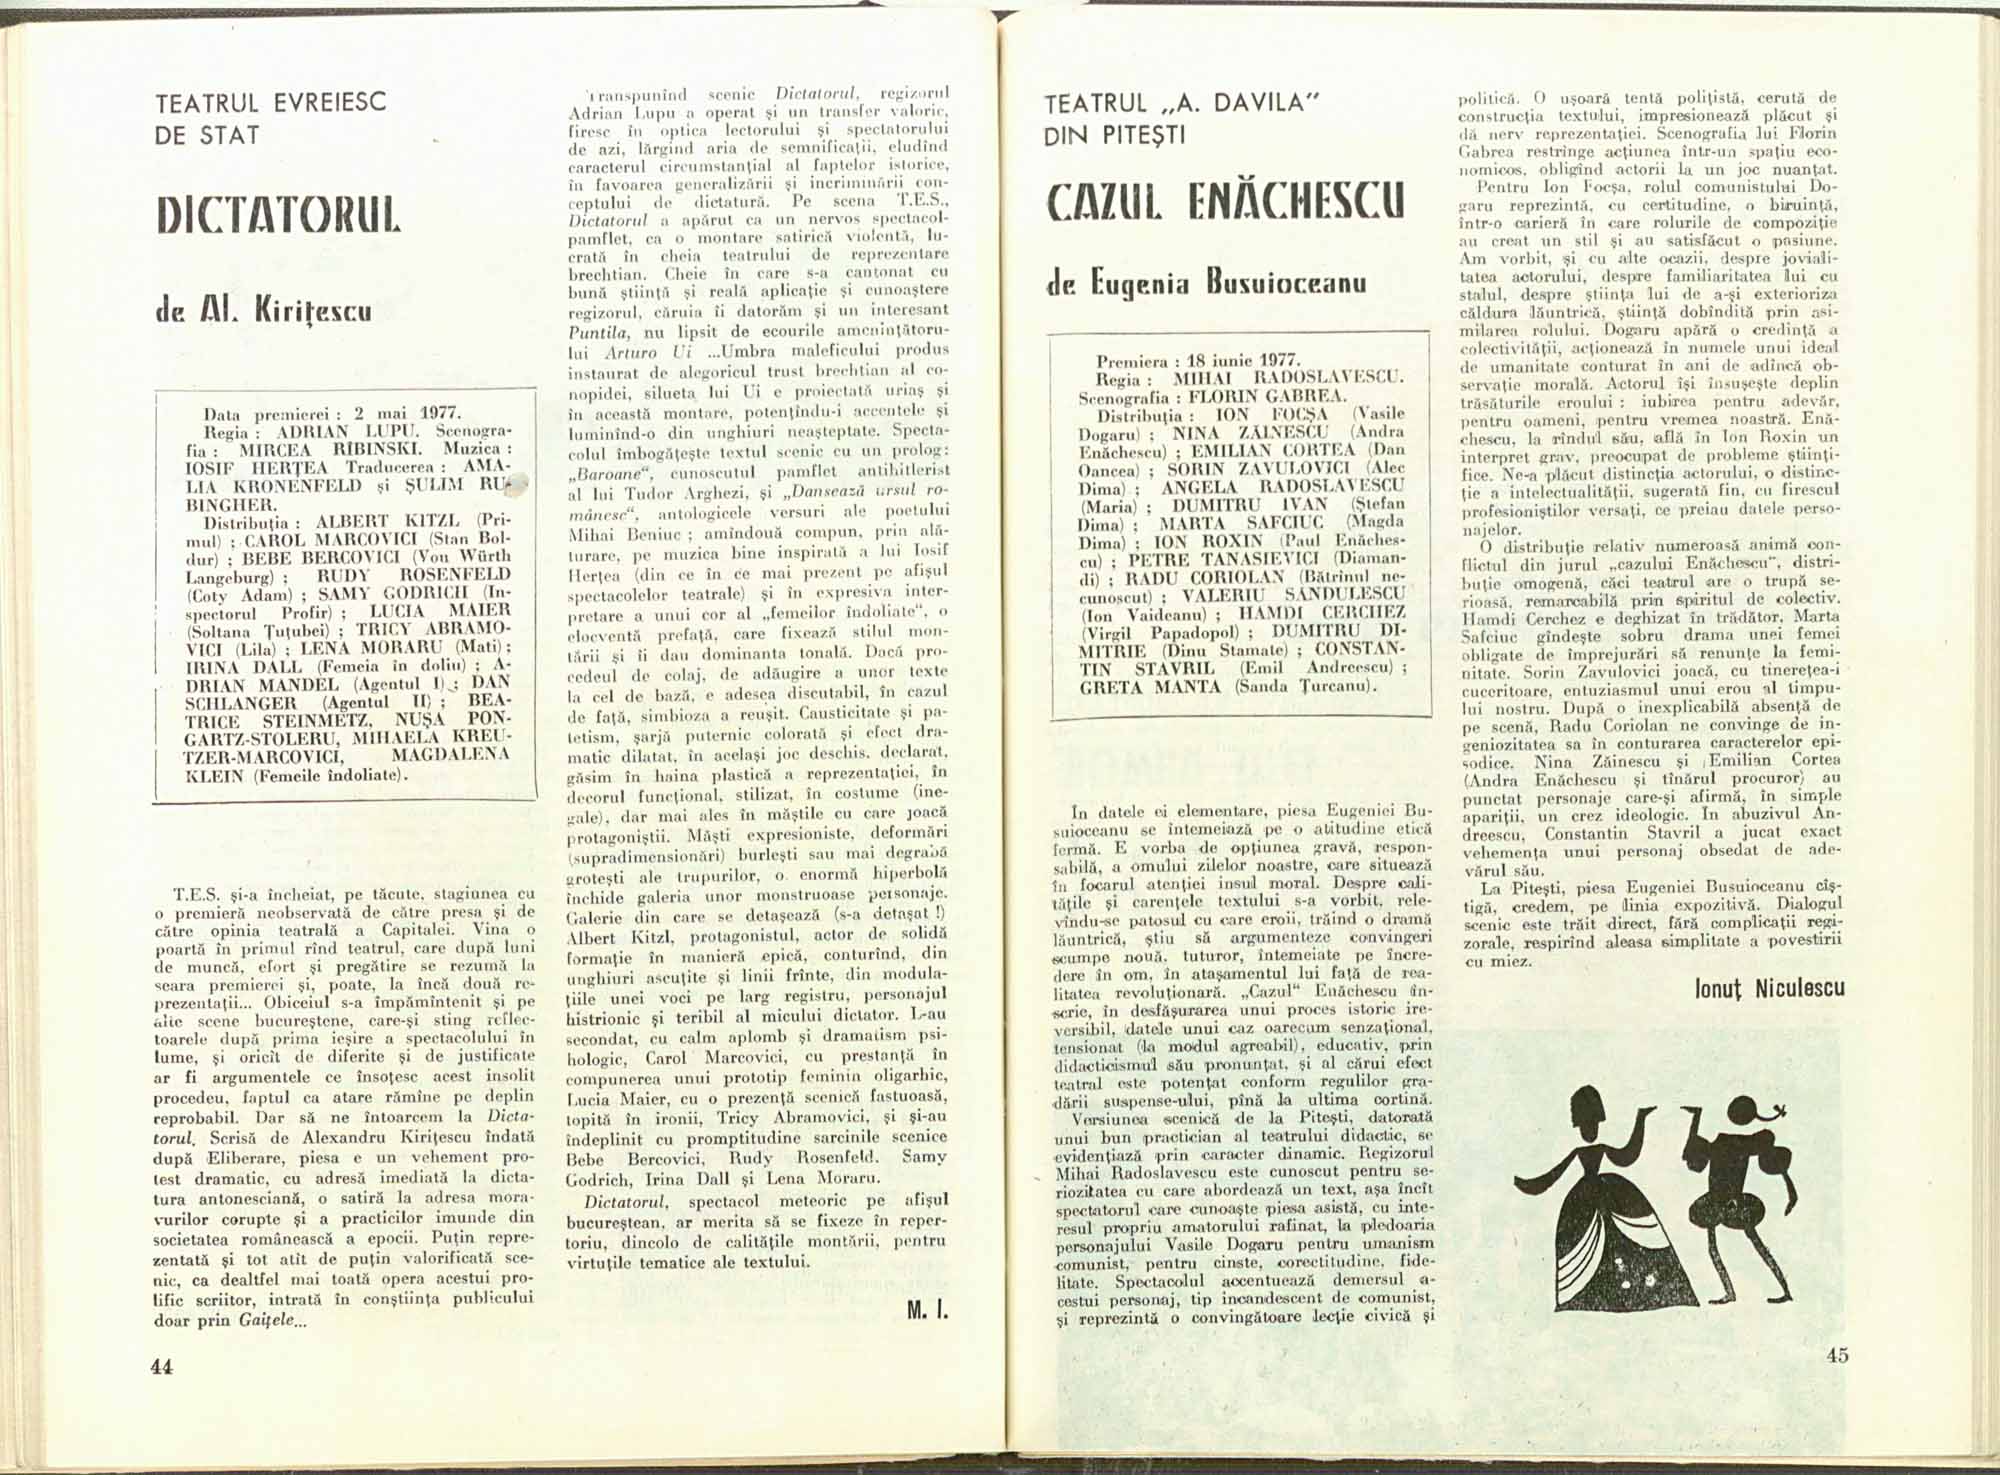 TEATRUL EVREIESC
DE STAT
DICTATORUL
de Al. Kirițescu
Data premierei : 2 mai 1977.
Regia : ADRIAN LUPU. Scenogra-
fia : MIRCEA RÎBINSKI. Muzica :
IOSIF HERȚEA Traducerea : AMA-
LIA KRONENFELD și ȘULIM RU-
BINGHER.
Distribuția : ALBERT KITZL (Pri-
mul) ; CAROL MARCOVICI (Stan Bol-
dur) ; BEBE BERCOVICI (Von Würth
Langeburg) ; RUDY ROSENFELD
(Coty Adam) ; SAMY GODRICH (In-
spectorul Profir) ; LUCIA MAIER
(Soltana Țuțubei) ; TRICY ABRAMO-
VICI (Lila) ; LENA MORARU (Mati) ;
IRINA DALL (Femeia în doliu) ; A-
DRIAN MANDEL (Agentul I) ; DAN
SCHLANGER (Agentul II) ; BEA-
TRICE STEINMETZ, NUȘA PON-
GARTZ-STOLERU, MIHAELA KREU-
TZER-MARCOVICI, MAGDALENA
KLEIN (Femeile îndoliate).
T.E.S. și-a încheiat, pe tăcute, stagiunea cu
o premieră neobservată de către presa și de
către opinia teatrală a Capitalei. Vina o
poartă în primul rînd teatrul, care după luni
de muncă, efort și pregătire se rezumă la
seara premierei și, poate, la încă două re-
prezentații... Obiceiul s-a împămîntenit și pe
alte scene bucureștene, care-și sting reflec-
toarele după prima ieșire a spectacolului în
lume, și oricît de diferite și de justificate
ar fi argumentele ce însoțesc acest insolit
procedeu, faptul ca atare rămîne pe deplin
reprobabil. Dar să ne întoarcem la Dicta-
torul. Scrisă de Alexandru Kirițescu îndată
după Eliberare, piesa e un vehement pro-
test dramatic, cu adresă imediată la dicta-
tura antonesciană, o satiră la adresa mora-
vurilor corupte și a practicilor imunde din
societatea românească a epocii. Puțin repre-
zentată și tot atît de puțin valorificată sce-
nic, ca dealtfel mai toată opera acestui pro-
lific scriitor, intrată în conștiința publicului
doar prin Gaițele...
44
Transpunînd scenic Dictatorul, regizorul
Adrian Lupu a operat și un transfer valoric,
firesc în optica lectorului și spectatorului
de azi, lărgind aria de semnificații, eludînd
caracterul circumstanțial al faptelor istorice,
în favoarea generalizării și incriminării con-
ceptului de dictatură. Pe scena T.E.S.,
Dictatorul a apărut ca un nervos spectacol-
pamflet, ca o montare satirică violentă, lu-
crată în cheia teatrului de reprezentare
brechtian. Cheie în care s-a cantonat cu
bună știință și reală aplicație și cunoaștere
regizorul, căruia îi datorăm și un interesant
Puntila, nu lipsit de ecourile amenințătoru-
lui Arturo Ui ...Umbra maleficului produs
instaurat de alegoricul trust brechtian al co-
nopidei, silueta lui Ui e proiectată uriaș și
în această montare, potențîndu-i accentele și
luminînd-o din unghiuri neașteptate. Specta-
colul îmbogățește textul scenic cu un prolog:
„Baroane“, cunoscutul pamflet antihitlerist
al lui Tudor Arghezi, și „Dansează ursul ro-
mânesc“, antologicele versuri ale poetului
Mihai Beniuc ; amîndouă compun, prin ală-
turare, pe muzica bine inspirată a lui Iosif
Herțea (din ce în ce mai prezent pe afișul
spectacolelor teatrale) și în expresiva inter-
pretare a unui cor al „femeilor îndoliate“, o
elocventă prefață, care fixează stilul mon-
tării și îi dau dominanta tonală. Dacă pro-
cedeul de colaj, de adăugire a unor texte
la cel de bază, e adesea discutabil, în cazul
de față, simbioza a reușit. Causticitate și pa-
tetism, șarjă puternic colorată și efect dra-
matic dilatat, în același joc deschis, declarat,
găsim în haina plastică a reprezentației, în
decorul funcțional, stilizat, în costume (ine-
gale), dar mai ales în măștile cu care joacă
protagoniștii. Măști expresioniste, deformări
(supradimensionări) burlești sau mai degrabă
grotești ale trupurilor, o enormă hiperbolă
închide galeria unor monstruoase personaje.
Galerie din care se detașează (s-a detașat !)
Albert Kitzl, protagonistul, actor de solidă
formație în manieră epică, conturînd, din
unghiuri ascuțite și linii frînte, din modula-
țiile unei voci pe larg registru, personajul
histrionic și teribil al micului dictator. L-au
secondat, cu calm aplomb și dramatism psi-
hologic, Carol Marcovici, cu prestanță în
compunerea unui prototip feminin oligarhic,
Lucia Maier, cu o prezență scenică fastuoasă,
topită în ironii, Tricy Abramovici, și și-au
îndeplinit cu promptitudine sarcinile scenice
Bebe Bercovici, Rudy Rosenfeld. Samy
Godrich, Irina Dall și Lena Moraru.
Dictatorul, spectacol meteoric pe afișul
bucureștean, ar merita să se fixeze în reper-
toriu, dincolo de calitățile montării, pentru
virtuțile tematice ale textului.
M. I.
TEATRUL „A. DAVILA“
DIN PITEȘTI
CAZUL ENĂCHESCU
de Eugenia Busuioceanu
Premiera : 18 iunie 1977.
Regia : MIHAI RADOSLAVESCU.
Scenografia : FLORIN GABREA.
Distribuția : ION FOCȘA (Vasile
Dogaru) ; NINA ZĂINESCU (Andra
Enăchescu) ; EMILIAN CORTEA (Dan
Oancea) ; SORIN ZAVULOVICI (Alec
Dima) ; ANGELA RADOSLAVESCU
(Maria) ; DUMITRU IVAN (Ștefan
Dima) ; MARTA SAFCIUC (Magda
Dima) ; ION ROXIN (Paul Enăches-
cu) ; PETRE TANASIEVICI (Diaman-
di) ; RADU CORIOLAN (Bătrînul ne-
cunoscut) ; VALERIU SĂNDULESCU
(Ion Vaideanu) ; HAMDI CERCHEZ
(Virgil Papadopol) ; DUMITRU DI-
MITRIE (Dinu Stamate) ; CONSTAN-
TIN STAVRIL (Emil Andreescu) ;
GRETA MANTA (Sanda Țurcanu).
In datele ei elementare, piesa Eugeniei Bu-
suioceanu se întemeiază pe o atitudine etică
fermă. E vorba de opțiunea gravă, respon-
sabilă, a omului zilelor noastre, care situează
în focarul atenției insul moral. Despre cali-
tățile și carențele textului s-a vorbit, rele-
vîndu-se patosul cu care eroii, trăind o dramă
lăuntrică, știu să argumenteze convingeri
scumpe nouă, tuturor, întemeiate pe încre-
dere în om, în atașamentul lui față de rea-
litatea revoluționară. „Cazul“ Enăchescu în-
scrie, în desfășurarea unui proces istoric ire-
versibil, datele unui caz oarecum senzațional,
tensionat (la modul agreabil), educativ, prin
didacticismul său pronunțat, și al cărui efect
teatral este potențat conform regulilor gra-
dării suspense-ului, pînă la ultima cortină.
Versiunea scenică de la Pitești, datorată
unui bun practician al teatrului didactic, se
evidențiază prin caracter dinamic. Regizorul
Mihai Radoslavescu este cunoscut pentru se-
riozitatea cu care abordează un text, așa încît
spectatorul care cunoaște piesa asistă, cu inte-
resul propriu amatorului rafinat, la pledoaria
personajului Vasile Dogaru pentru umanism
comunist, pentru cinste, corectitudine, fide-
litate. Spectacolul accentuează demersul a-
cestui personaj, tip incandescent de comunist,
și reprezintă o convingătoare lecție civică și
politică. O ușoară tentă polițistă, cerută de
construcția textului, impresionează plăcut și
dă nerv reprezentației. Scenografia lui Florin
Gabrea restrînge acțiunea într-un spațiu eco-
nomicos, obligînd actorii la un joc nuanțat.
Pentru Ion Focșa, rolul comunistului Do-
garu reprezintă, cu certitudine, o biruință,
într-o carieră în care rolurile de compoziție
au creat un stil și au satisfăcut o pasiune.
Am vorbit, și cu alte ocazii, despre joviali-
tatea actorului, despre familiaritatea lui cu
stalul, despre știința lui de a-și exterioriza
căldura lăuntrică, știință dobîndită prin asi-
milarea rolului. Dogaru apără o credință a
colectivității, acționează în numele unui ideal
de umanitate conturat în ani de adîncă ob-
servație morală. Actorul își însușește deplin
trăsăturile eroului : iubirea pentru adevăr,
pentru oameni, pentru vremea noastră. Enă-
chescu, la rîndul său, află în Ion Roxin un
interpret grav, preocupat de probleme științi-
fice. Ne-a plăcut distincția actorului, o distinc-
ție a intelectualității, sugerată fin, cu firescul
profesioniștilor versați, ce preiau datele perso-
najelor.
O distribuție relativ numeroasă animă con-
flictul din jurul „cazului Enăchescu“, distri-
buție omogenă, căci teatrul are o trupă se-
rioasă, remarcabilă prin spiritul de colectiv.
Hamdi Cerchez e deghizat în trădător, Marta
Safciuc gîndește sobru drama unei femei
obligate de împrejurări să renunțe la femi-
nitate. Sorin Zavulovici joacă, cu tinerețea-i
cuceritoare, entuziasmul unui erou al timpu-
lui nostru. După o inexplicabilă absență de
pe scenă, Radu Coriolan ne convinge de in-
geniozitatea sa în conturarea caracterelor epi-
sodice. Nina Zăinescu și Emilian Cortea
(Andra Enăchescu și tînărul procuror) au
punctat personaje care-și afirmă, în simple
apariții, un crez ideologic. In abuzivul An-
dreescu, Constantin Stavril a jucat exact
vehemența unui personaj obsedat de ade-
vărul său.
La Pitești, piesa Eugeniei Busuioceanu cîș-
tigă, credem, pe linia expozitivă. Dialogul
scenic este trăit direct, fără complicații regi-
zorale, respirînd aleasa simplitate a povestirii
cu miez.
Ionuț Niculescu
45